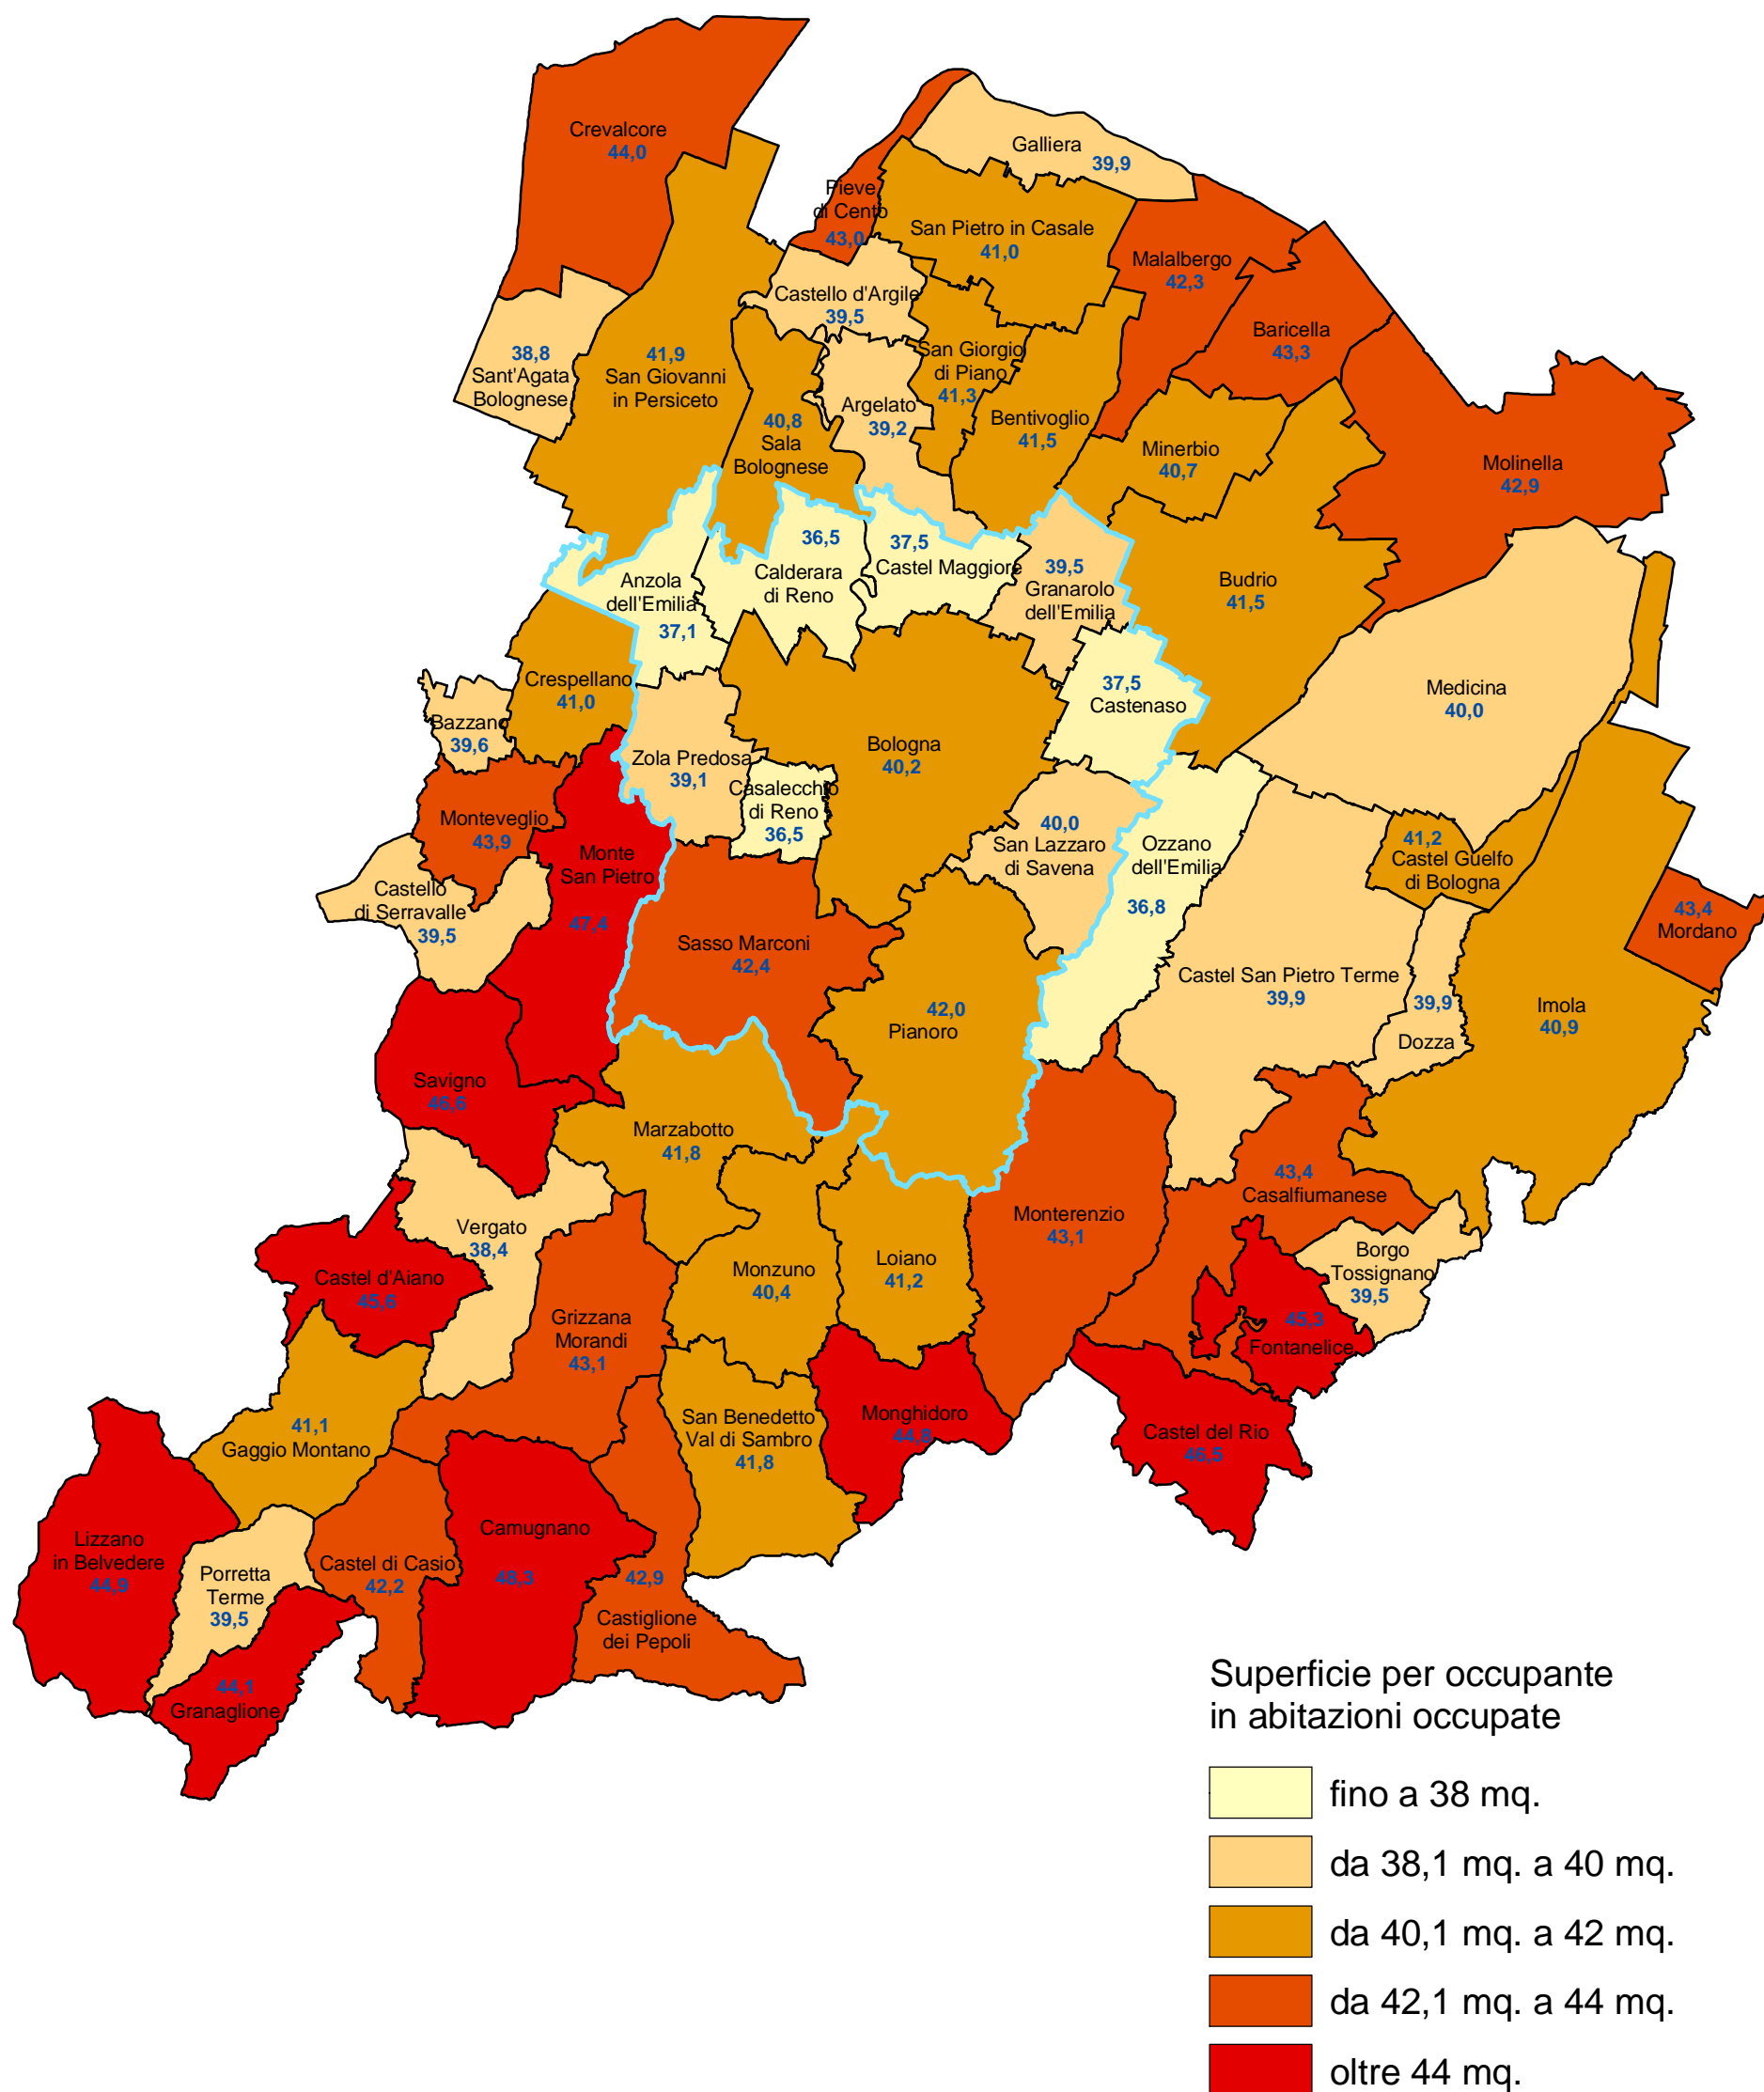 Crevalcore
44,0
Galliera
39,9
Pieve
di Cento
43,0
San Pietro in Casale
41,0
Malalbergo
42,3
Castello d'Argile
39,5
Baricella
43,3
38,8
Sant'Agata
Bolognese
41,9
San Giovanni
in Persiceto
San Giorgio
di Piano
41,3
Argelato
39,2
40,8
Sala
Bolognese
Bentivoglio
41,5
Minerbio
40,7
Molinella
42,9
36,5
Calderara
di Reno
37,5
Castel Maggiore
39,5
Granarolo
dell'Emilia
Anzola
dell'Emilia
37,1
Budrio
41,5
Crespellano
41,0
37,5
Castenaso
Medicina
40,0
Bazzano
39,6
Zola Predosa
39,1
Bologna
40,2
Casalecchio
di Reno
36,5
Monteveglio
43,9
Monte
San Pietro
47,4
40,0
San Lazzaro
di Savena
Ozzano
dell'Emilia
36,8
41,2
Castel Guelfo
di Bologna
Castello
di Serravalle
39,5
43,4
Mordano
Sasso Marconi
42,4
Castel San Pietro Terme
39,9
39,9
Dozza
Imola
40,9
42,0
Pianoro
Savigno
46,6
Marzabotto
41,8
43,4
Casalfiumanese
Vergato
38,4
Monterenzio
43,1
Castel d'Aiano
45,6
Monzuno
40,4
Loiano
41,2
Borgo
Tossignano
39,5
Grizzana
Morandi
43,1
45,3
Fontanelice
41,1
Gaggio Montano
San Benedetto
Val di Sambro
41,8
Monghidoro
44,8
Castel del Rio
46,5
Lizzano
in Belvedere
44,9
Porretta
Terme
39,5
Castel di Casio
42,2
Camugnano
48,3
42,9
Castiglione
dei Pepoli
44,1
Granaglione
Superficie per occupante
in abitazioni occupate
fino a 38 mq.
da 38,1 mq. a 40 mq.
da 40,1 mq. a 42 mq.
da 42,1 mq. a 44 mq.
oltre 44 mq.